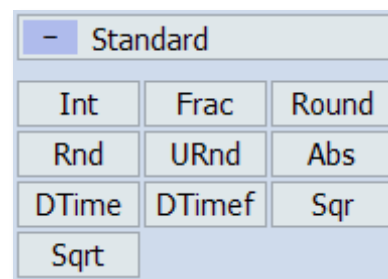 – Standard
Int Frac Round
Rnd URnd Abs
DTime DTimef Sqr
Sqrt